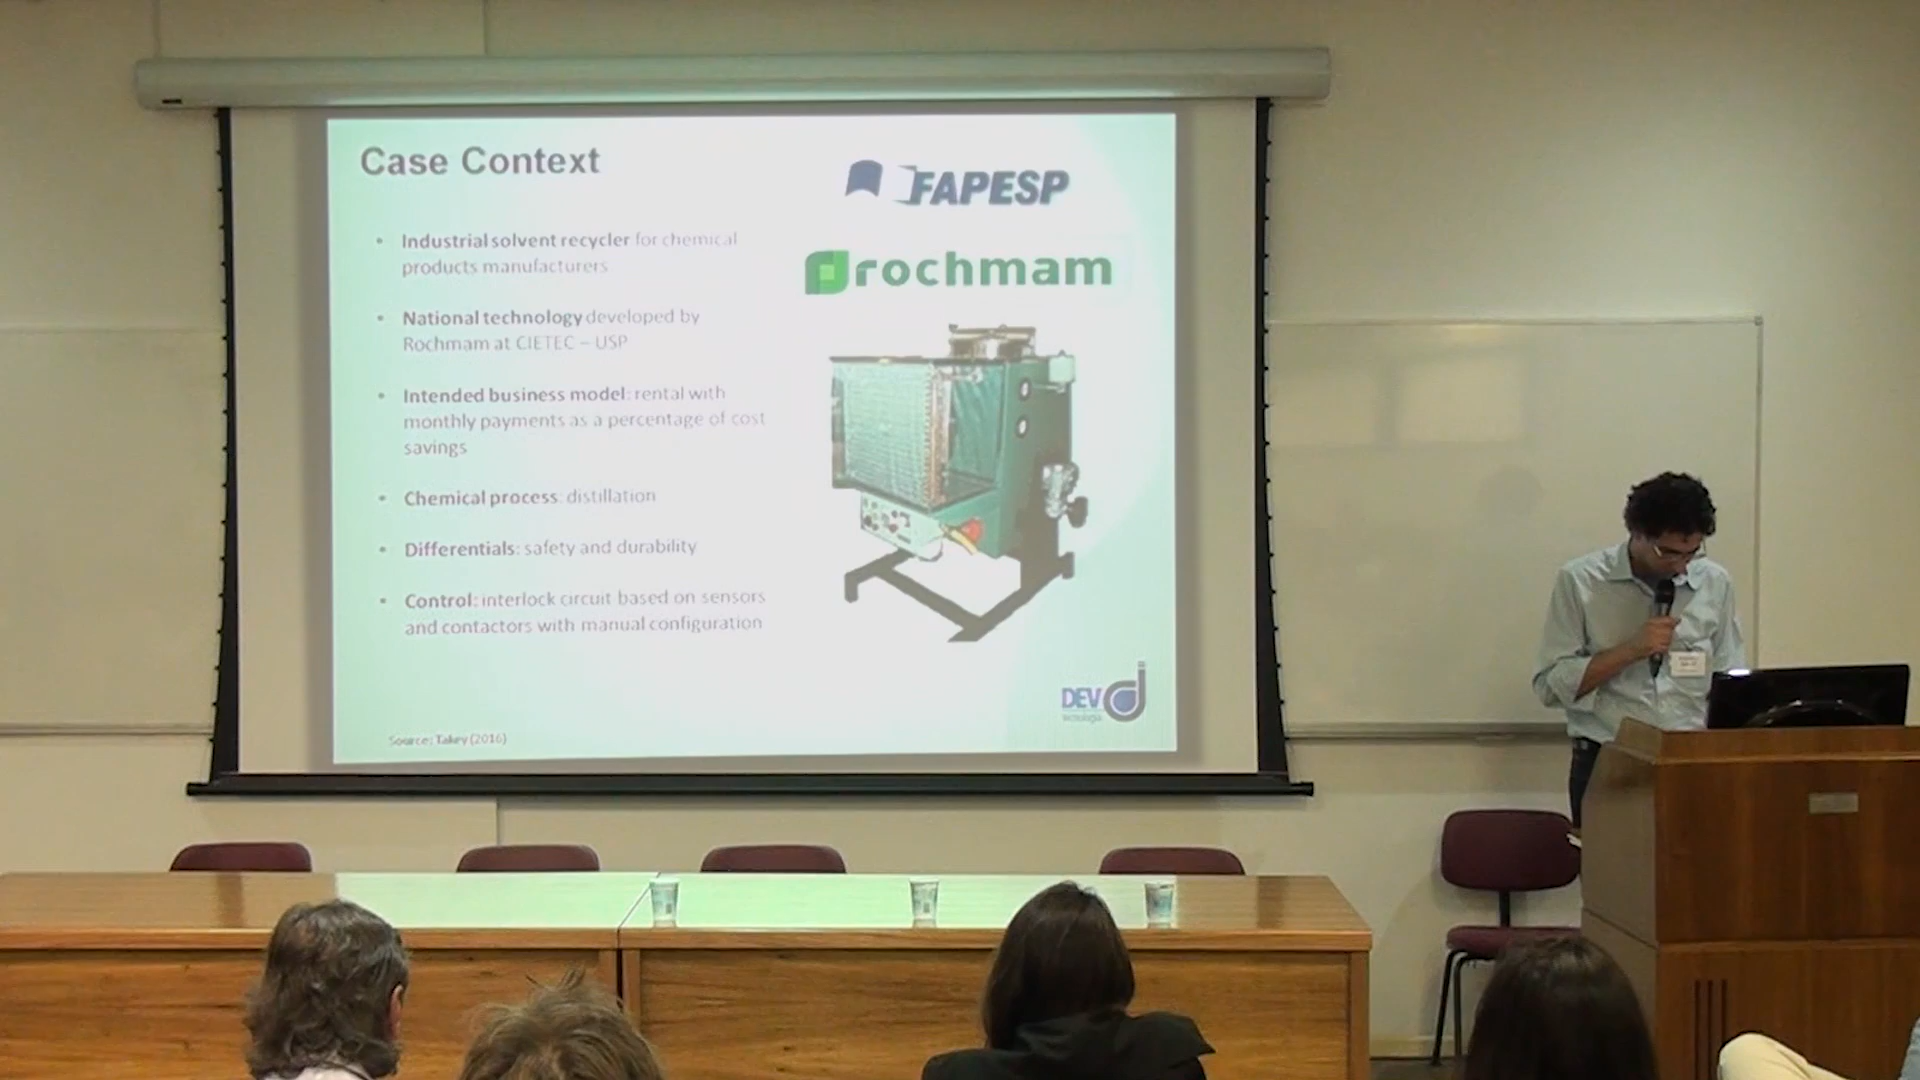 Case Context
FAPESP
rochmam
• Industrial solvent recycler for chemical
products manufacturers
• National technology developed by
Rochmam at CIETEC – USP
• Intended business model: rental with
monthly payments as a percentage of cost
savings
• Chemical process: distillation
• Differentials: safety and durability
• Control: interlock circuit based on sensors
and contactors with manual configuration
DEV
Source: Takey (2016)